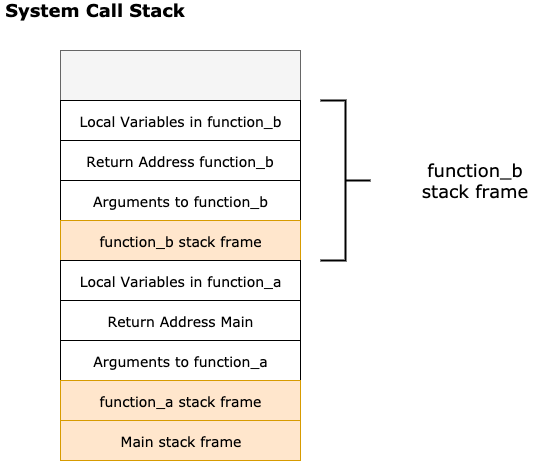 System Call Stack
Local Variables in function_b
Return Address function_b
Arguments to function_b
function_b stack frame
Local Variables in function_a
Return Address Main
Arguments to function_a
function_a stack frame
Main stack frame
function_b
stack frame